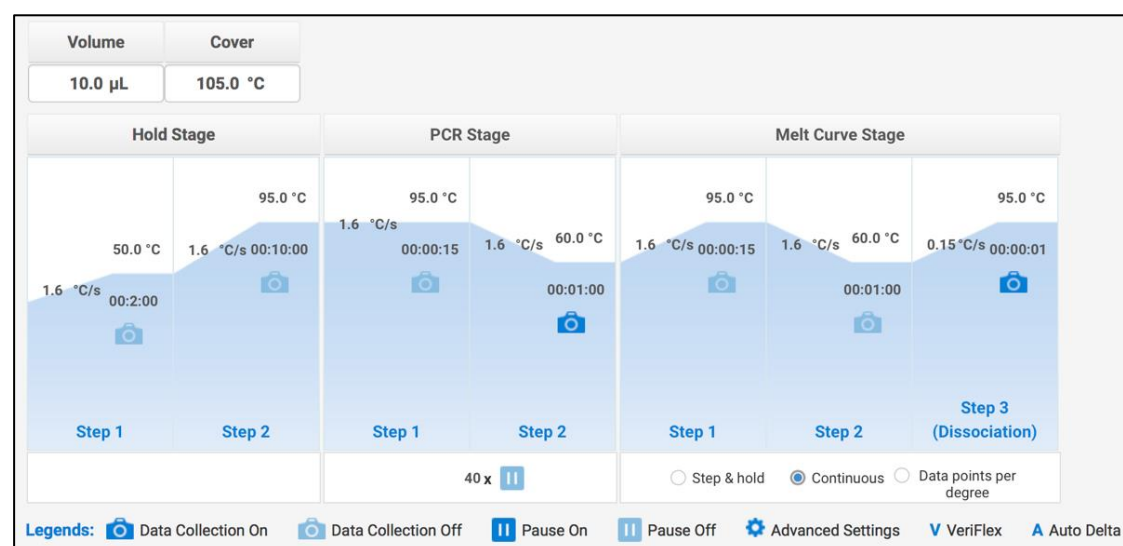 Volume Cover
10.0 µL 105.0 °C
Hold Stage PCR Stage Melt Curve Stage
95.0 °C 95.0 °C 95.0 °C 95.0 °C
1.6 °C/s
50.0 °C 1.6 °C/s 00:10:00 00:00:15 1.6 °C/s 60.0 °C 1.6 °C/s 00:00:15 1.6 °C/s 60.0 °C 0.15 °C/s 00:00:01
1.6 °C/s 00:2:00 00:01:00 00:01:00
Step 3
Step 1 Step 2 Step 1 Step 2 Step 1 Step 2 (Dissociation)
40 x Step & hold Continuous Data points per
degree
Legends: Data Collection On Data Collection Off Pause On Pause Off Advanced Settings V VeriFlex A Auto Delta